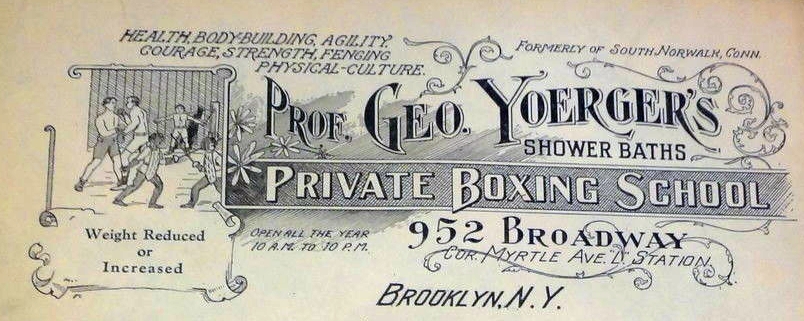 HEALTH, BODY-BUILDING, AGILITY,
COURAGE, STRENGTH, FENCING
PHYSICAL-CULTURE.
FORMERLY OF SOUTH NORWALK, CONN.
PROF. GEO. YOERGER'S
SHOWER BATHS
PRIVATE BOXING SCHOOL
Weight Reduced
or
Increased
OPEN ALL THE YEAR
10 A.M. TO 10 P.M.
952 BROADWAY
COR. MYRTLE AVE. "L" STATION.
BROOKLYN, N.Y.